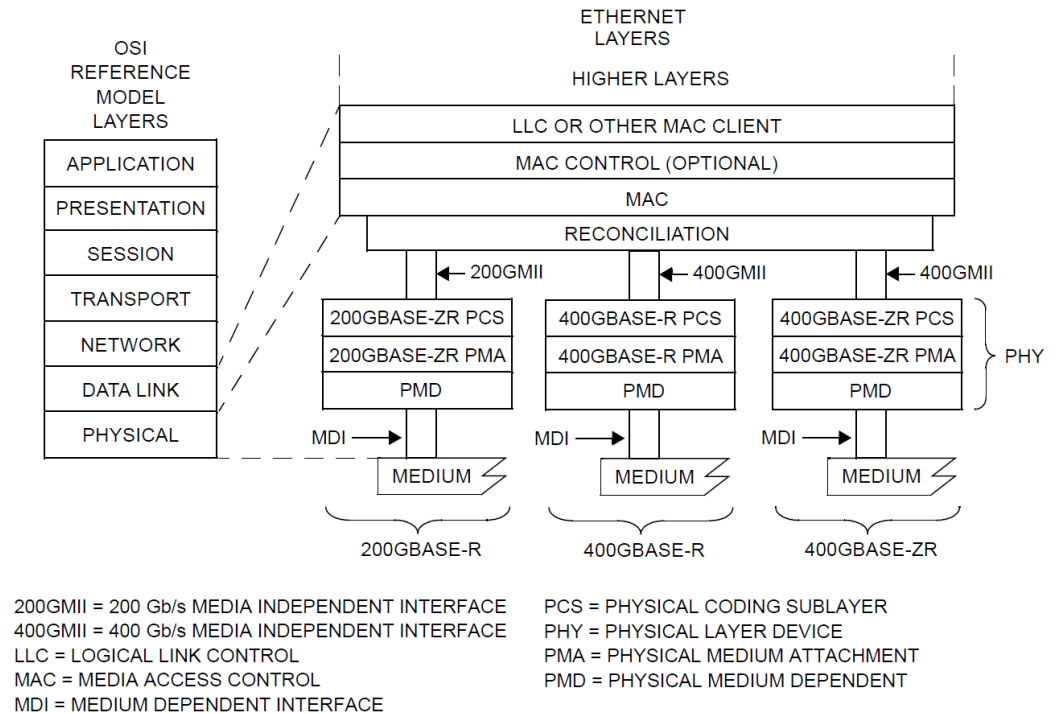 ETHERNET
LAYERS
OSI
REFERENCE
MODEL
LAYERS
HIGHER LAYERS
LLC OR OTHER MAC CLIENT
MAC CONTROL (OPTIONAL)
MAC
RECONCILIATION
APPLICATION
PRESENTATION
SESSION
TRANSPORT
NETWORK
DATA LINK
PHYSICAL
200GMII
400GMII
400GMII
200GBASE-ZR PCS
200GBASE-ZR PMA
PMD
400GBASE-R PCS
400GBASE-R PMA
PMD
400GBASE-ZR PCS
400GBASE-ZR PMA
PMD
PHY
MDI
MDI
MDI
MEDIUM
MEDIUM
MEDIUM
200GBASE-R
400GBASE-R
400GBASE-ZR
200GMII = 200 Gb/s MEDIA INDEPENDENT INTERFACE
400GMII = 400 Gb/s MEDIA INDEPENDENT INTERFACE
LLC = LOGICAL LINK CONTROL
MAC = MEDIA ACCESS CONTROL
MDI = MEDIUM DEPENDENT INTERFACE
PCS = PHYSICAL CODING SUBLAYER
PHY = PHYSICAL LAYER DEVICE
PMA = PHYSICAL MEDIUM ATTACHMENT
PMD = PHYSICAL MEDIUM DEPENDENT